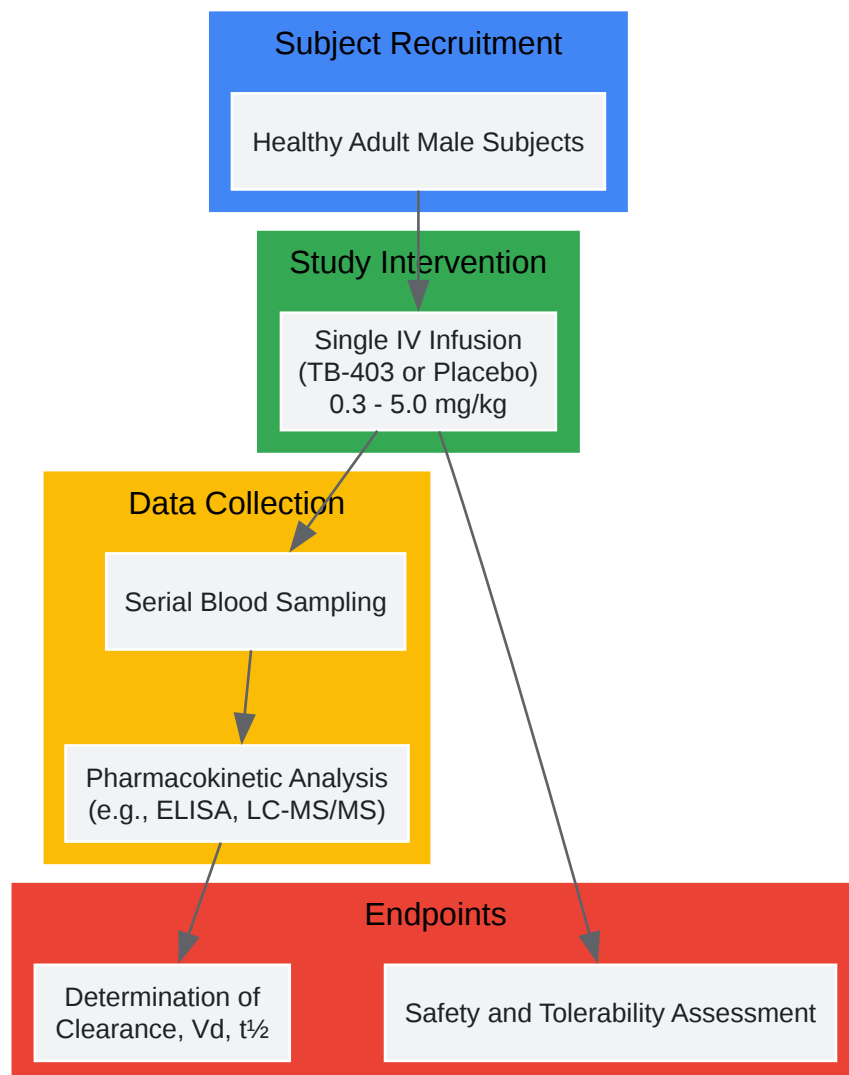 Subject Recruitment
Healthy Adult Male Subjects
Study Intervention
Single IV Infusion
(TB-403 or Placebo)
0.3 - 5.0 mg/kg
Data Collection
Serial Blood Sampling
Pharmacokinetic Analysis
(e.g., ELISA, LC-MS/MS)
Endpoints
Determination of
Clearance, Vd, t½
Safety and Tolerability Assessment